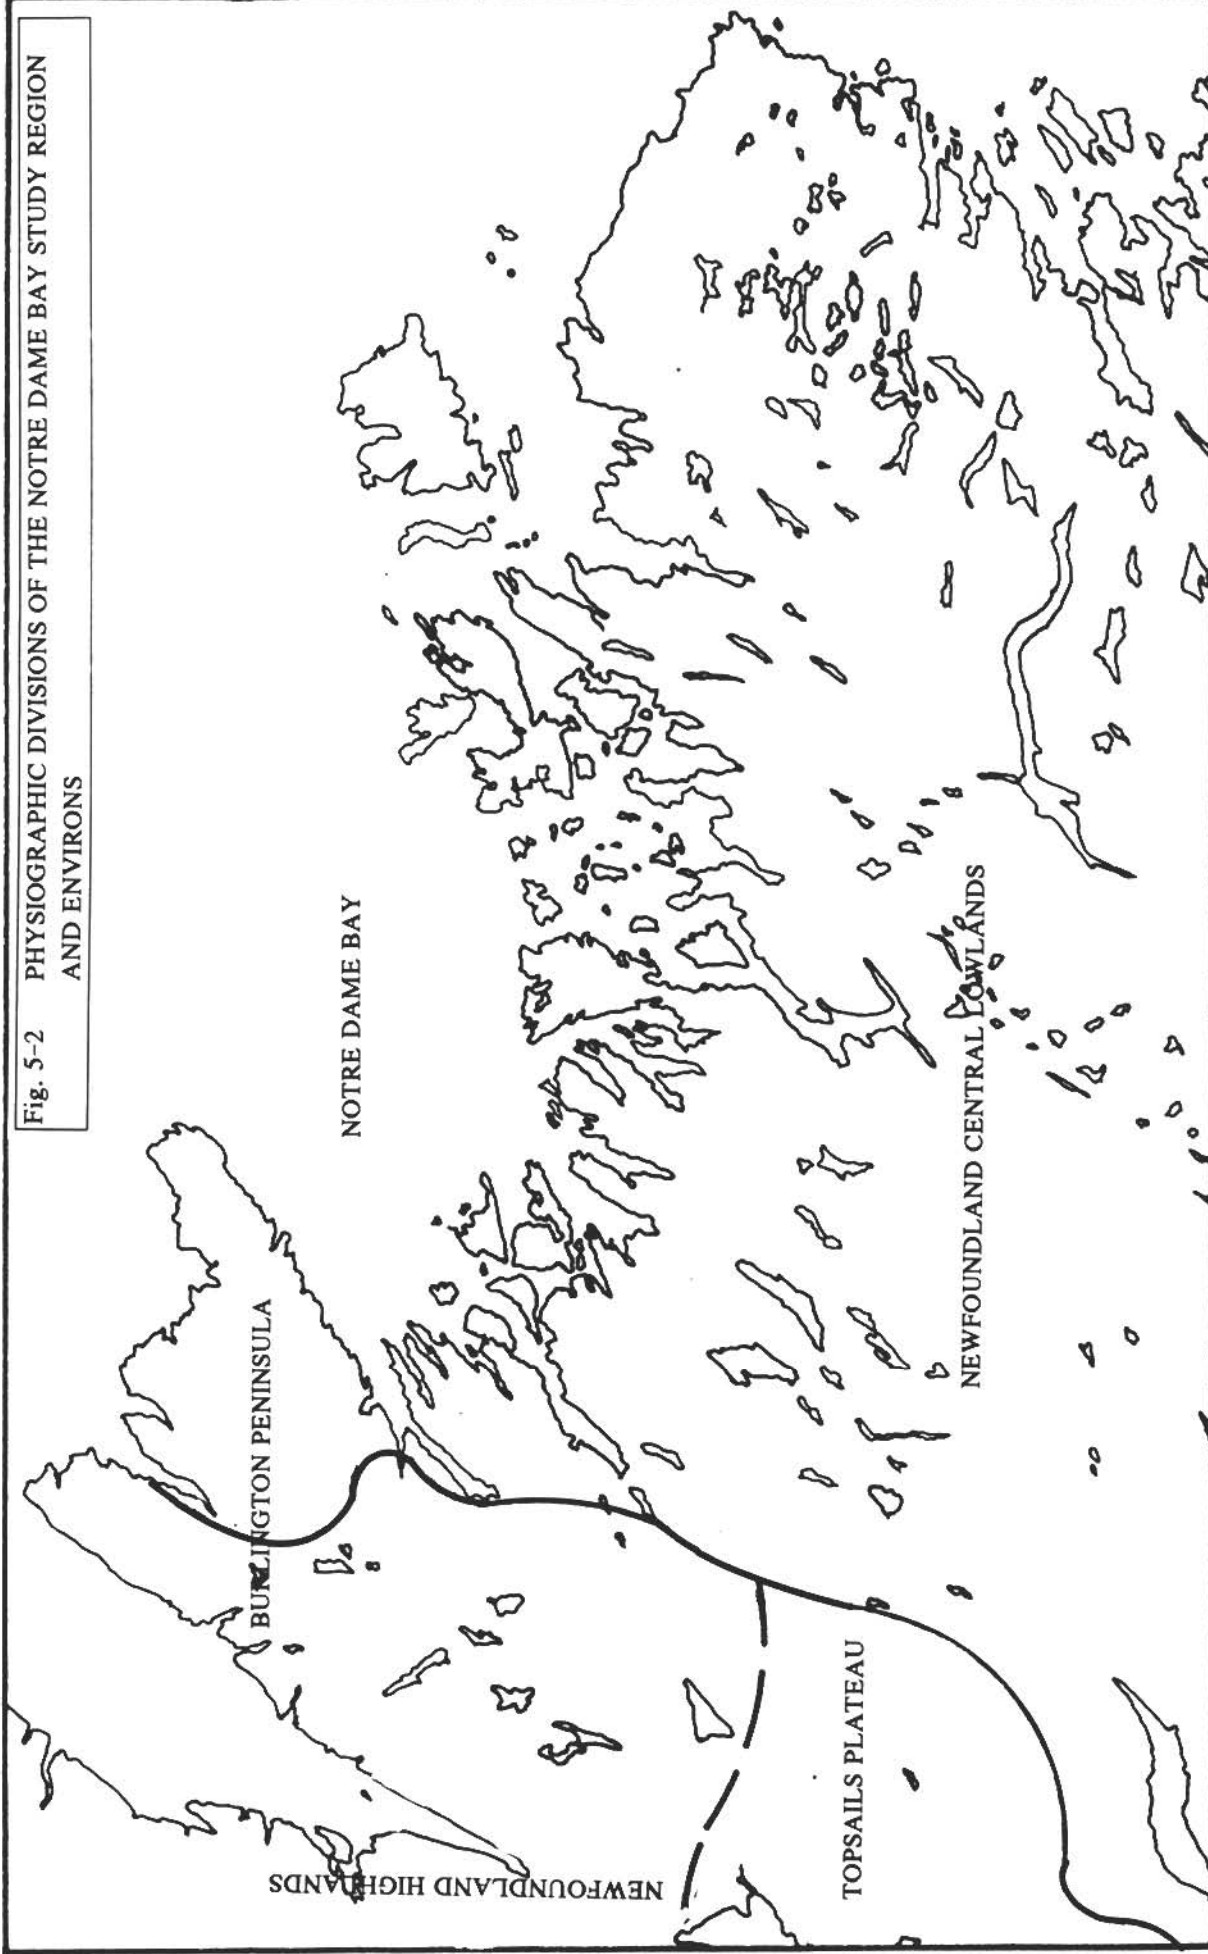 Fig. 5-2 PHYSIOGRAPHIC DIVISIONS OF THE NOTRE DAME BAY STUDY REGION
AND ENVIRONS
NOTRE DAME BAY
BURLINGTON PENINSULA
NEWFOUNDLAND HIGHLANDS
NEWFOUNDLAND CENTRAL LOWLANDS
TOPSAILS PLATEAU